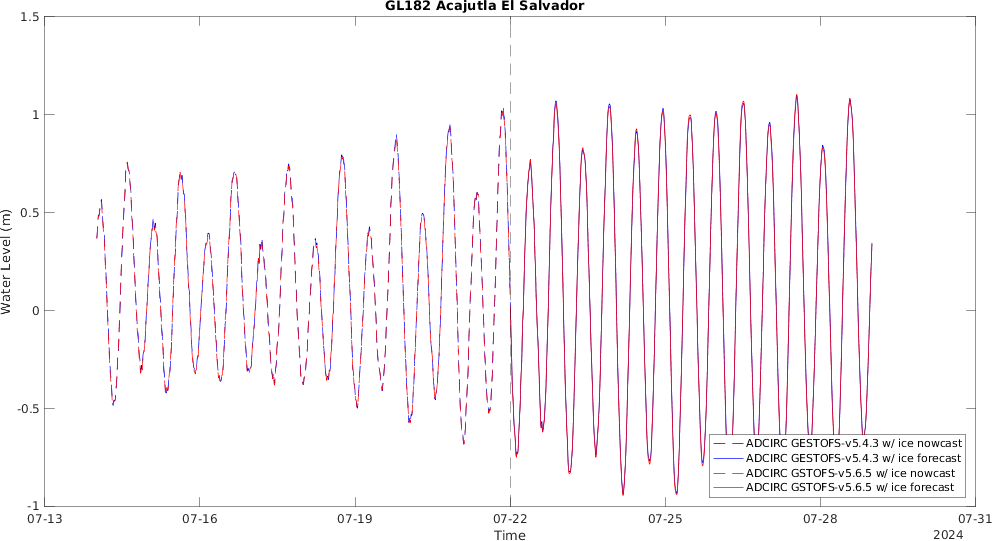 GL182 Acajutla El Salvador
1.5
1
0.5
0
-0.5
-1
Water Level (m)
07-13
07-16
07-19
07-22
07-25
07-28
07-31
Time
2024
ADCIRC GESTOFS-v5.4.3 w/ ice nowcast
ADCIRC GESTOFS-v5.4.3 w/ ice forecast
ADCIRC GSTOFS-v5.6.5 w/ ice nowcast
ADCIRC GSTOFS-v5.6.5 w/ ice forecast